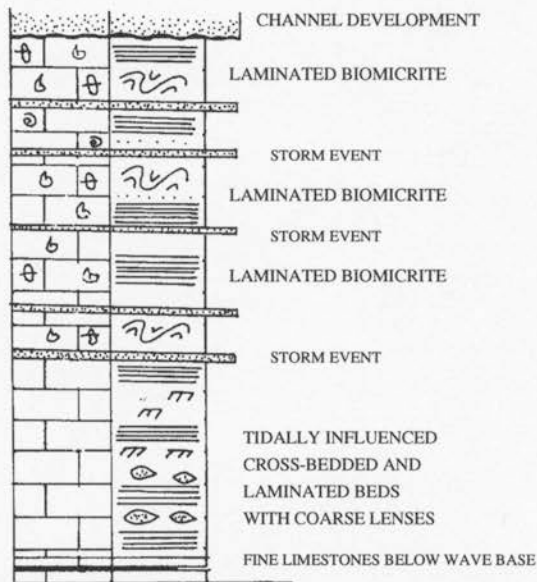 CHANNEL DEVELOPMENT
LAMINATED BIOMICRITE
STORM EVENT
LAMINATED BIOMICRITE
STORM EVENT
LAMINATED BIOMICRITE
STORM EVENT
TIDALLY INFLUENCED
CROSS-BEDDED AND
LAMINATED BEDS
WITH COARSE LENSES
FINE LIMESTONES BELOW WAVE BASE